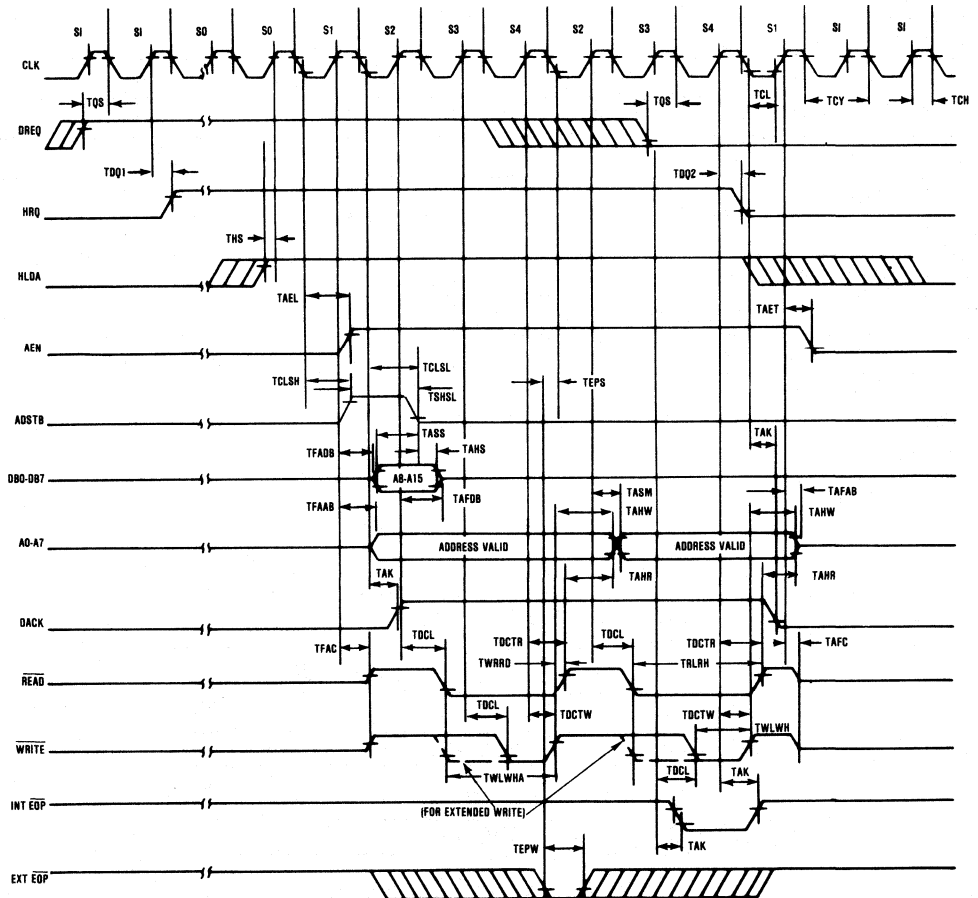 SI SI S0 S0 S1 S2 S3 S4 S2 S3 S4 S1 SI SI
CLK
TQS TQS TCL TCY TCH
DREQ
TDQ1 TDQ2
HRQ
THS
HLDA
TAEL TAET
AEN
TCLSL
TCLSH TSHSL TEPS
ADSTB
TASS TAK
TFADB TAHS
DB0-DB7 A8-A15
TAFDB TASM TAFAB
TFAAB TAHW TAHW
A0-A7 ADDRESS VALID ADDRESS VALID
TAK TAHR TAHR
DACK
TFAC TDCL TDCTR TDCL TDCTR TAFC
TWRRD TRLRH
READ
TDCL TDCTW TDCTW TWLWH
WRITE
TWLWHA TDCL TAK
INT EOP (FOR EXTENDED WRITE)
TEPW TAK
EXT EOP